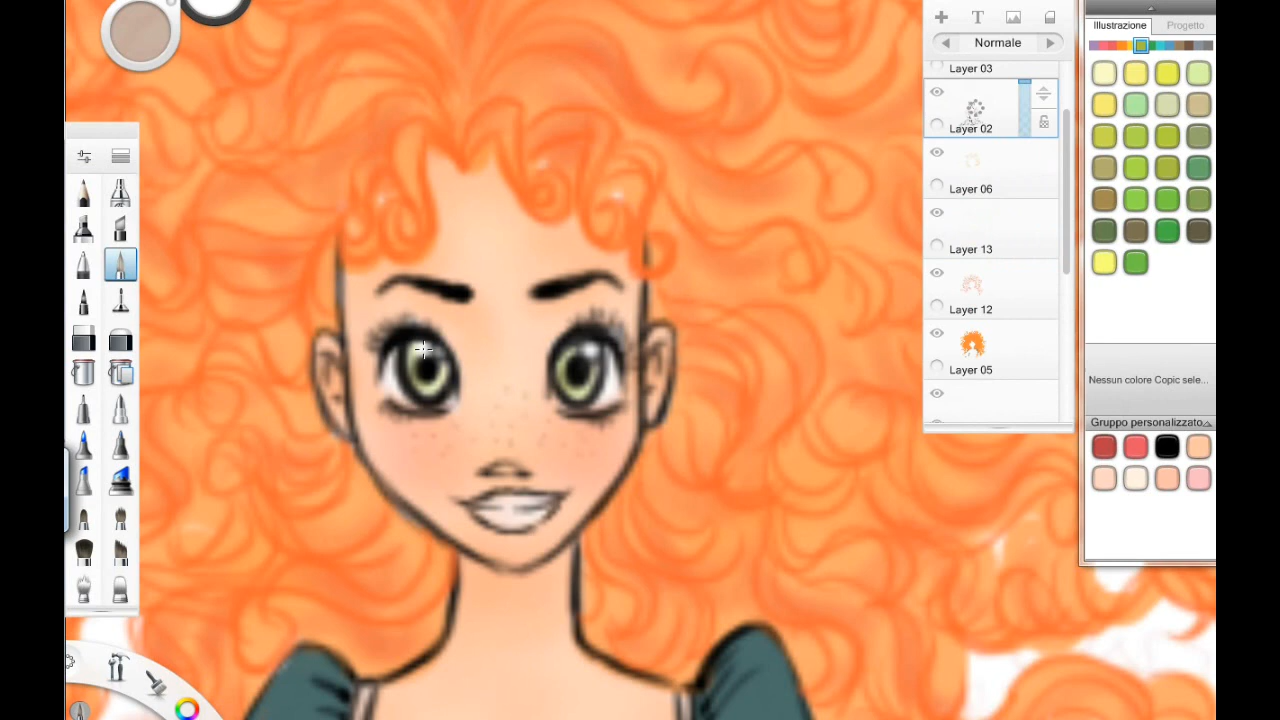 T
Normale
Layer 03
Layer 02
Layer 06
Layer 13
Layer 12
Layer 05
Illustrazione
Progetto
Nessun colore Copic sele...
Gruppo personalizzato